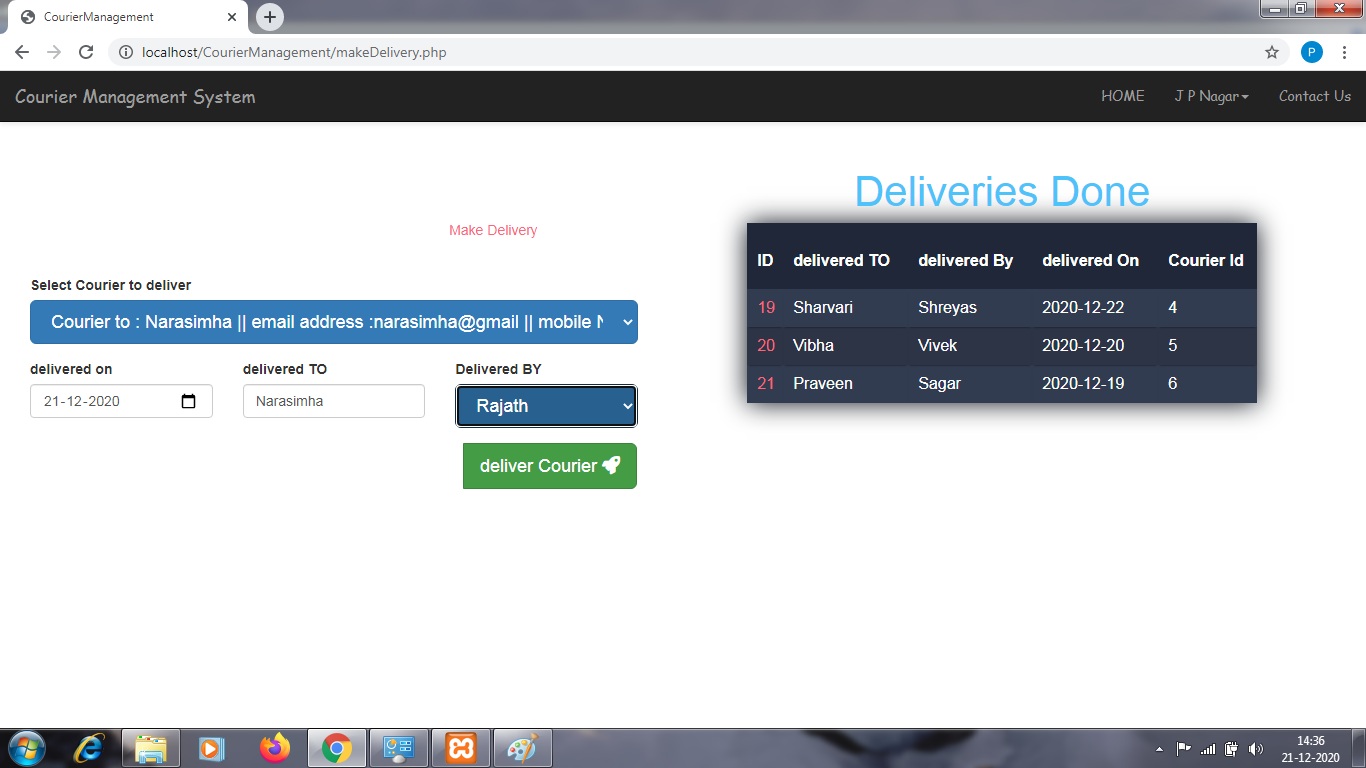 CourierManagement
localhost/CourierManagement/makeDelivery.php
P
Courier Management System
HOME J P Nagar Contact Us
Make Delivery
Select Courier to deliver
Courier to : Narasimha || email address :narasimha@gmail || mobile
delivered on delivered TO Delivered BY
21-12-2020 Narasimha Rajath
deliver Courier
Deliveries Done
ID delivered TO delivered By delivered On Courier Id
19 Sharvari Shreyas 2020-12-22 4
20 Vibha Vivek 2020-12-20 5
21 Praveen Sagar 2020-12-19 6
14:36
21-12-2020